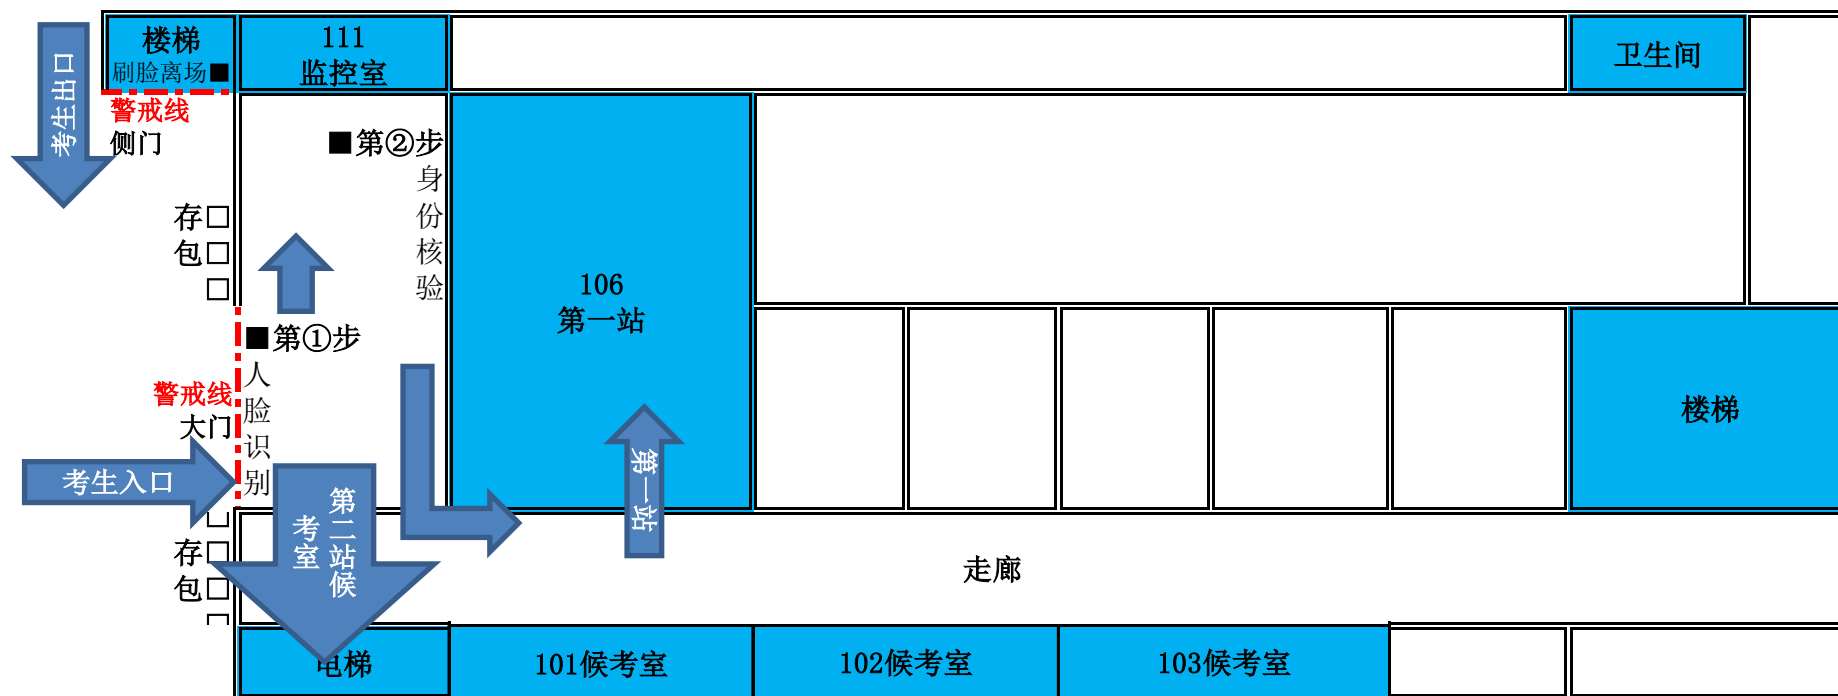 楼梯
刷脸离场■
111
监控室
卫生间
考生出口
警戒线
侧门
■第②步
身
份
核
验
存□
包□
□
106
第一站
■第①步
人
脸
识
别
警戒线
大门
考生入口
楼梯
第一站
第二站候
考室
□
存□
包□
□
走廊
电梯
101候考室
102候考室
103候考室